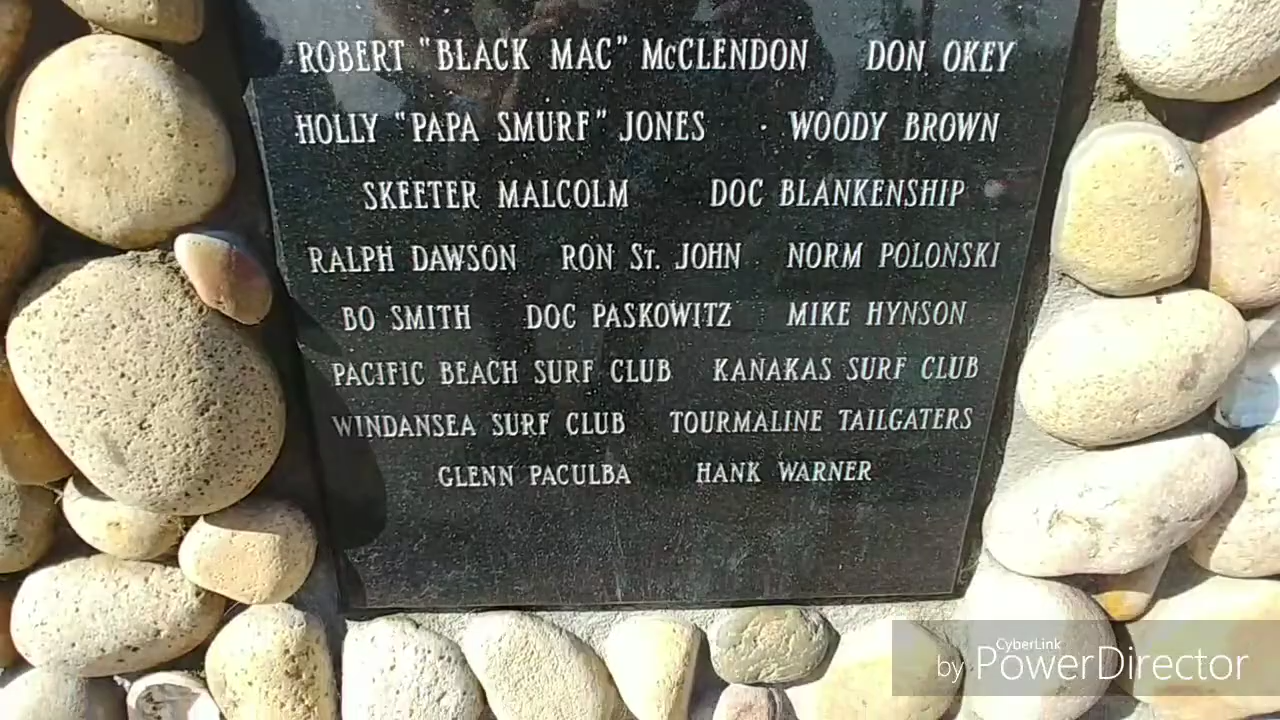 ROBERT "BLACK MAC" McCLENDON DON OKEY
HOLLY "PAPA SMURF" JONES · WOODY BROWN
SKEETER MALCOLM DOC BLANKENSHIP
RALPH DAWSON RON St. JOHN NORM POLONSKI
BO SMITH DOC PASKOWITZ MIKE HYNSON
PACIFIC BEACH SURF CLUB KANAKAS SURF CLUB
WINDANSEA SURF CLUB TOURMALINE TAILGATERS
GLENN PACULBA HANK WARNER
by CyberLink PowerDirector